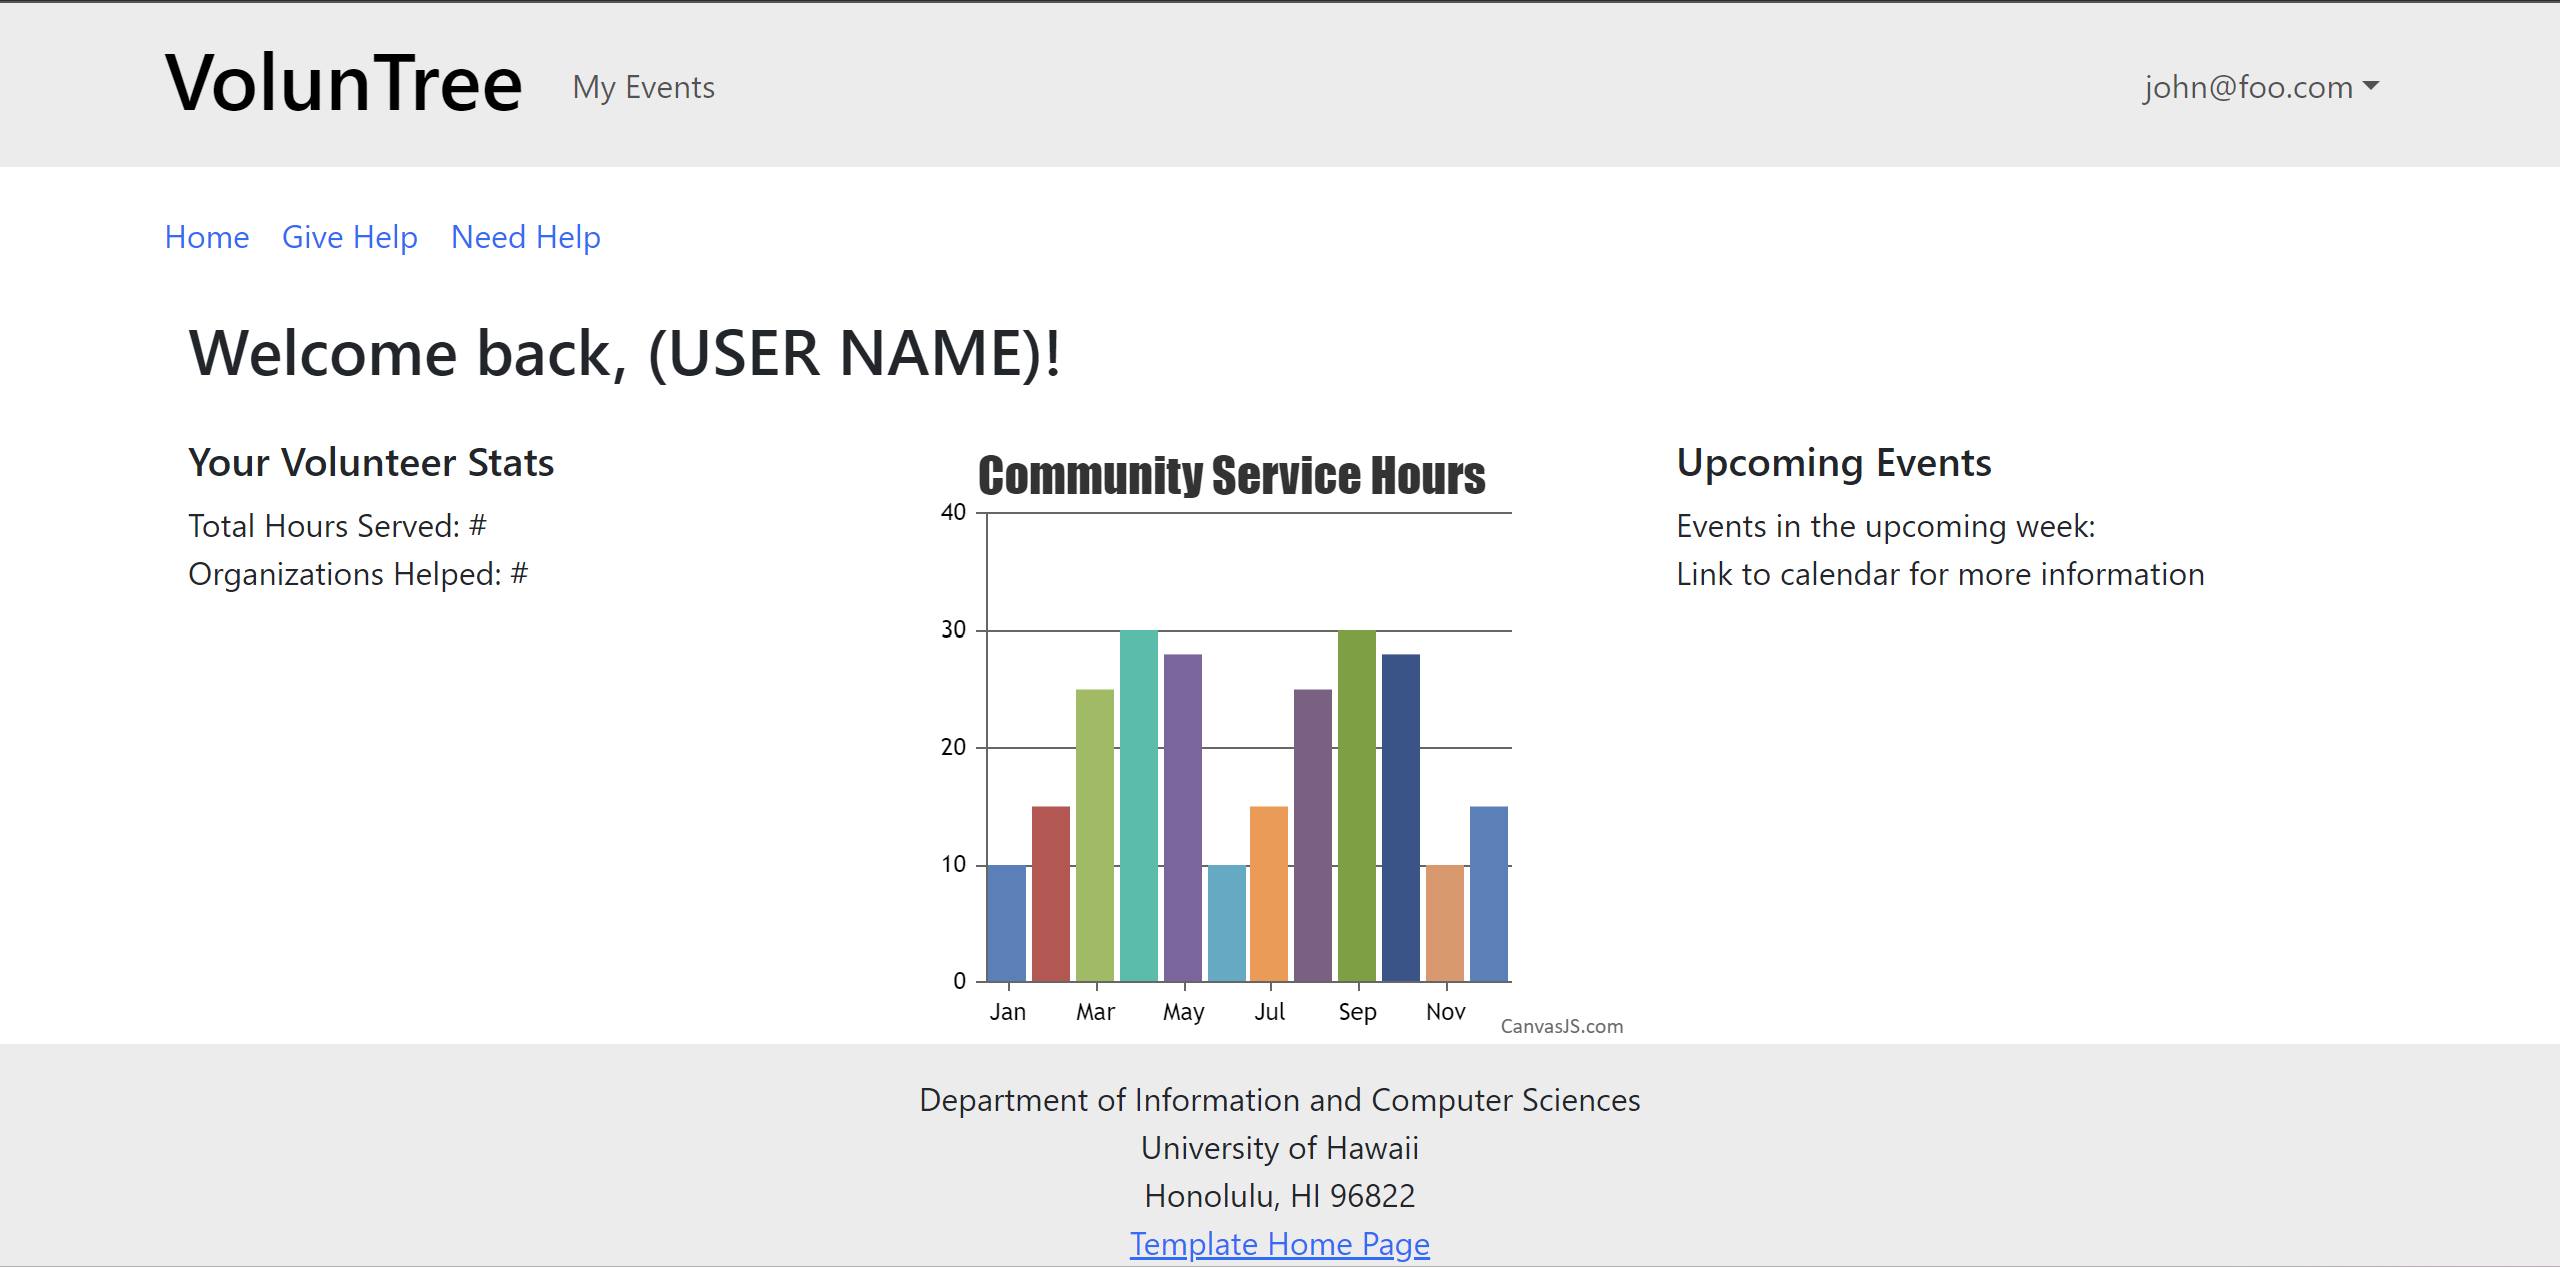 VolunTree My Events john@foo.com
Home Give Help Need Help
Welcome back, (USER NAME)!
Your Volunteer Stats
Total Hours Served: #
Organizations Helped: #
Community Service Hours
40
30
20
10
0
Jan Mar May Jul Sep Nov
CanvasJS.com
Upcoming Events
Events in the upcoming week:
Link to calendar for more information
Department of Information and Computer Sciences
University of Hawaii
Honolulu, HI 96822
Template Home Page